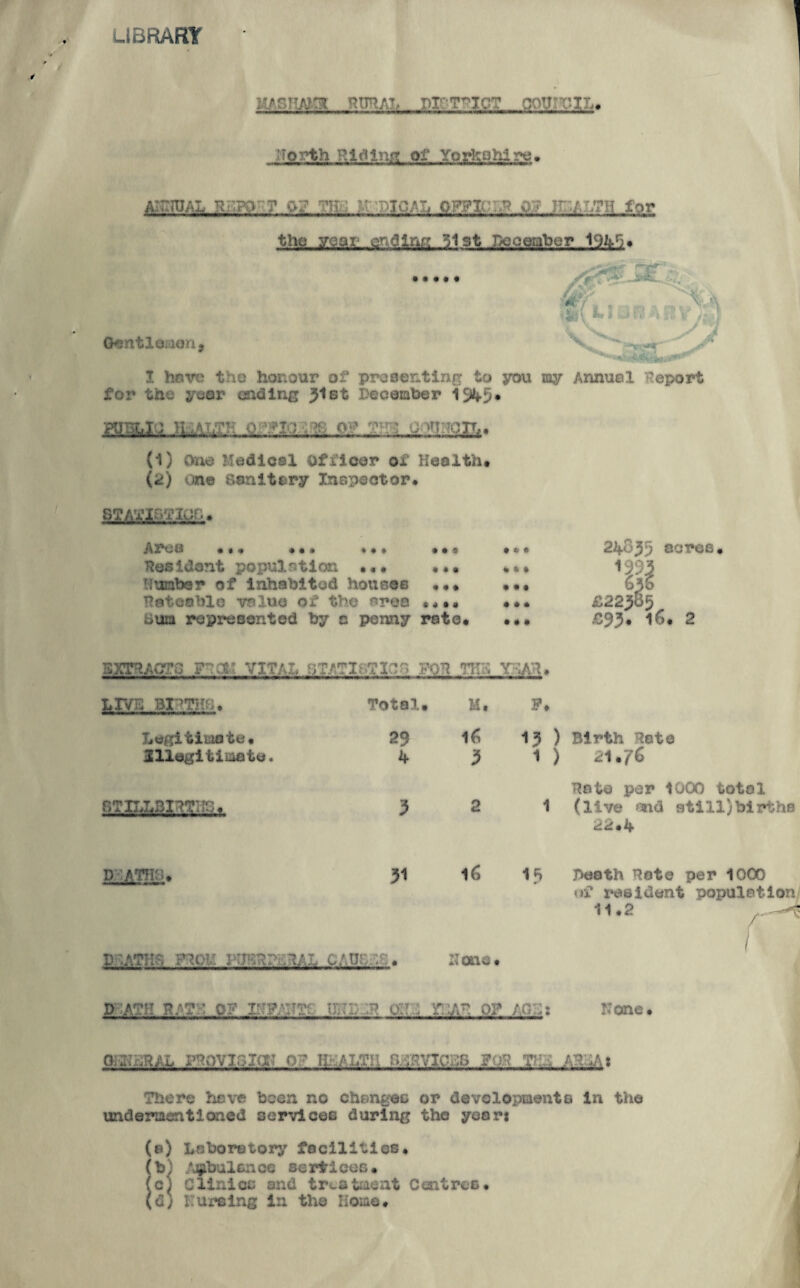 LIBRARY
MASHAM RURAL DISTRICT COUNCIL.
North Riding of Yorkshire.
ANNUAL REPORT OF THE MEDICAL OFFICER OF HEALTH for
the year ending 31st December 1945.
.....
LIBRARY
Gentlemen,
I have the honour of presenting to you my Annual Report
for the year ending 31st December 1945.
PUBLIC HEALTH OFFICERS OF THE COUNCIL.
(1) One Medical Officer of Health.
(2) One Sanitary Inspector.
STATISTICS.
Area ... ... ... ... ... 24835 acres.
Resident population ... ... ... 1993
Number of inhabited houses ... ... 636
Rateable value of the area .... ... £22385
Sum represented by a penny rate. ... £93. 16. 2
EXTRACTS FROM VITAL STATISTICS FOR THE YEAR.
LIVE BIRTHS. Total. M. F.
Legitimate. 29 16 13 ) Birth Rate
Illegitimate. 4 3 1 ) 21.76
Rate per 1000 total
STILLBIRTHS. 3 2 1 (live and still)births
22.4
DEATHS. 31 16 15 Death Rate per 1000
of resident population
11.2
DEATHS FROM PUERPERAL CAUSES. None.
DEATH RATE OF INFANTS UNDER ONE YEAR OF AGE: None.
GENERAL PROVISION OF HEALTH SERVICES FOR THE AREA:
There have been no changes or developments in the
undermentioned services during the year:
(a) Laboratory facilities.
(b) Ambulance services.
(c) Clinics and treatment Centres.
(d) Nursing in the Home.